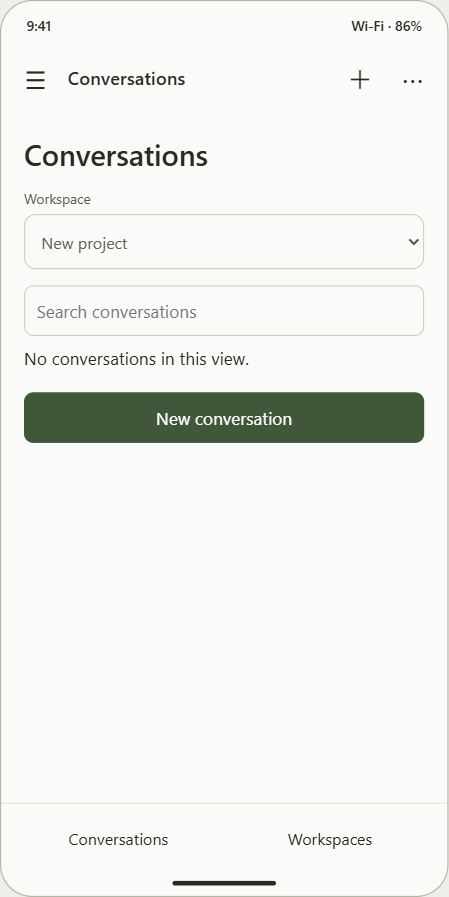 9:41 Wi-Fi · 86%
☰ Conversations + ...
Conversations
Workspace
New project
Search conversations
No conversations in this view.
New conversation
Conversations Workspaces